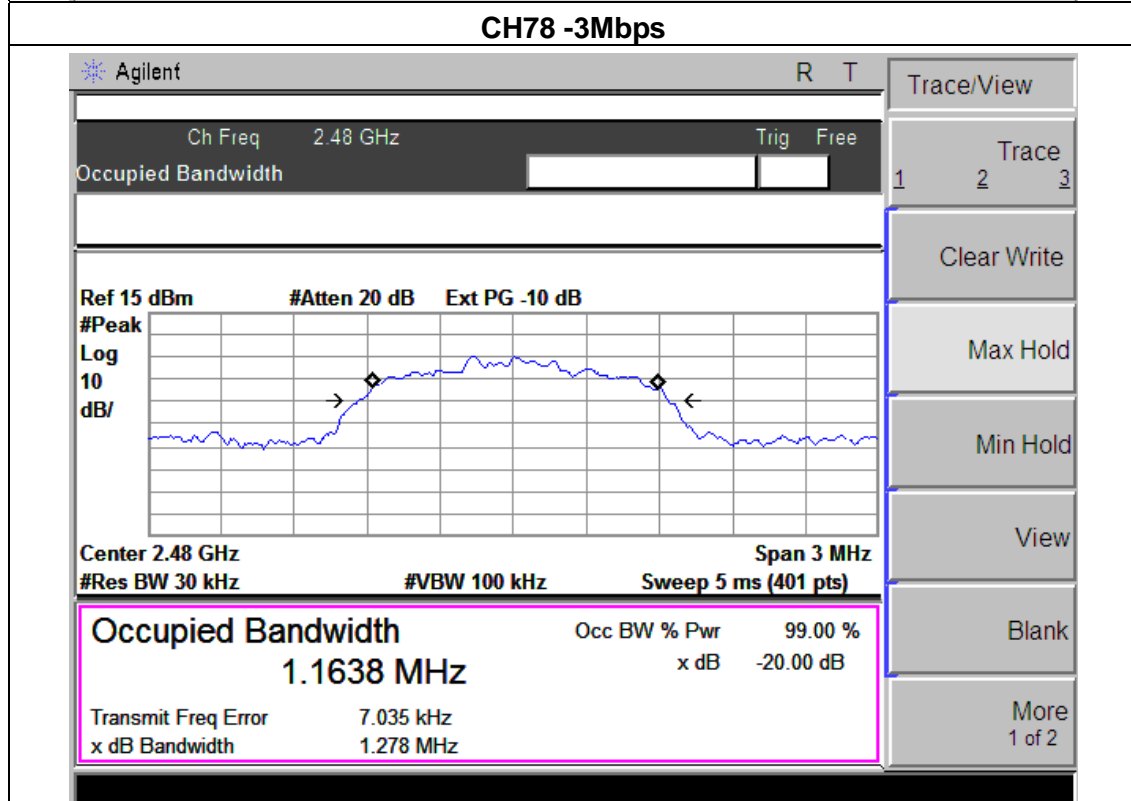 CH78 -3Mbps
Agilent R T
Trace/View
Ch Freq 2.48 GHz Trig Free
Occupied Bandwidth
Trace
1 2 3
Clear Write
Max Hold
Min Hold
View
Blank
More
1 of 2
Ref 15 dBm #Atten 20 dB Ext PG -10 dB
#Peak
Log
10
dB/
Center 2.48 GHz Span 3 MHz
#Res BW 30 kHz #VBW 100 kHz Sweep 5 ms (401 pts)
Occupied Bandwidth Occ BW % Pwr 99.00 %
1.1638 MHz x dB -20.00 dB
Transmit Freq Error 7.035 kHz
x dB Bandwidth 1.278 MHz